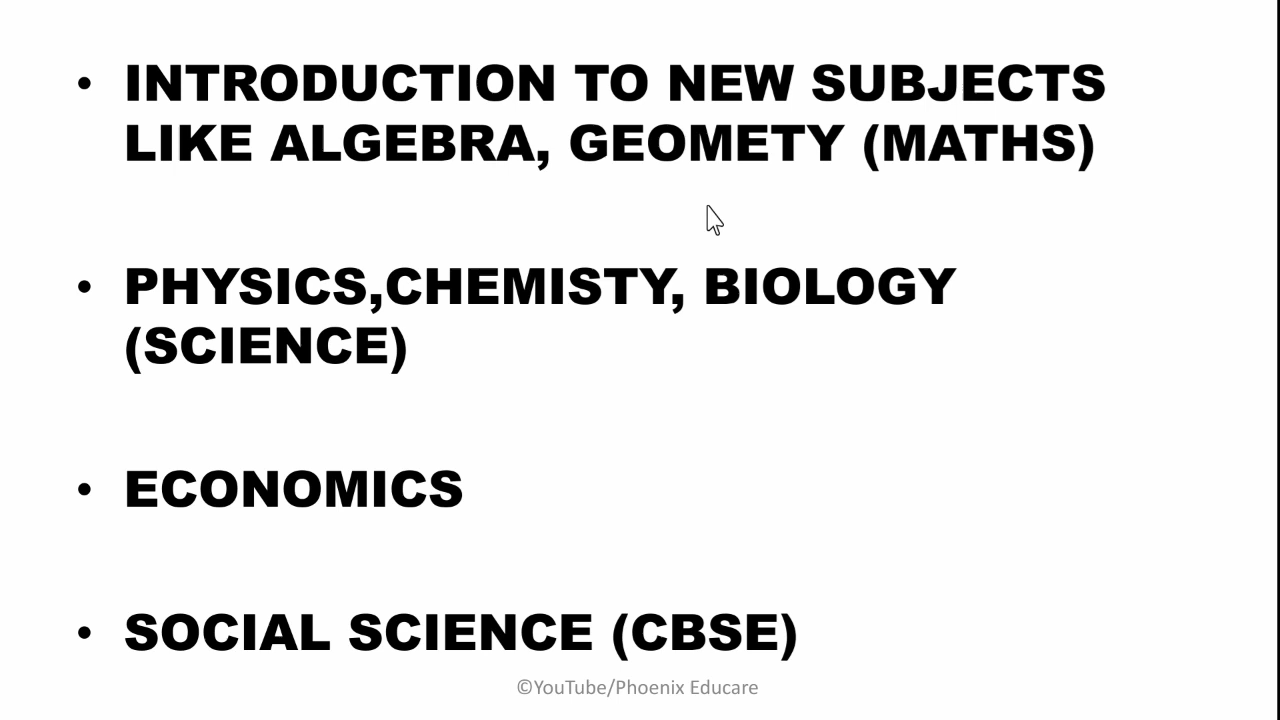 • INTRODUCTION TO NEW SUBJECTS
LIKE ALGEBRA, GEOMETY (MATHS)
• PHYSICS,CHEMISTY, BIOLOGY
(SCIENCE)
• ECONOMICS
• SOCIAL SCIENCE (CBSE)
©YouTube/Phoenix Educare